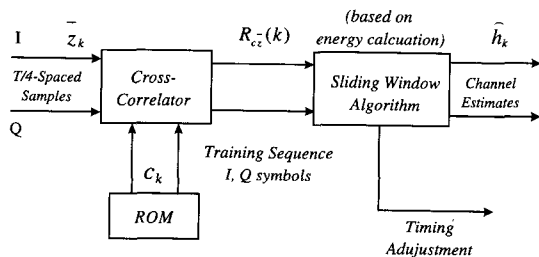 I
z̄k
T/4-Spaced
Samples
Q
Cross-
Correlator
Rcz̄(k)
(based on
energy calcuation)
Sliding Window
Algorithm
ĥk
Channel
Estimates
ck
Training Sequence
I, Q symbols
ROM
Timing
Adujustment